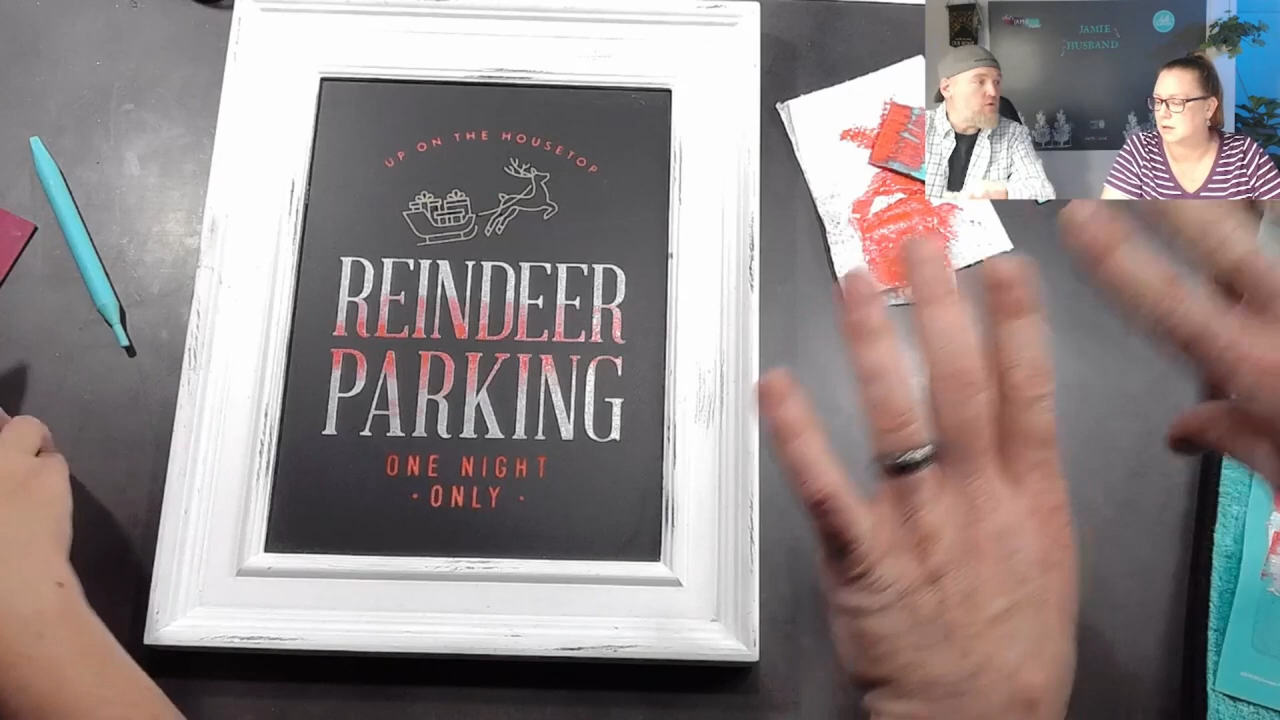 UP ON THE HOUSETOP
REINDEER
PARKING
ONE NIGHT
· ONLY ·
JAMIE
HUSBAND